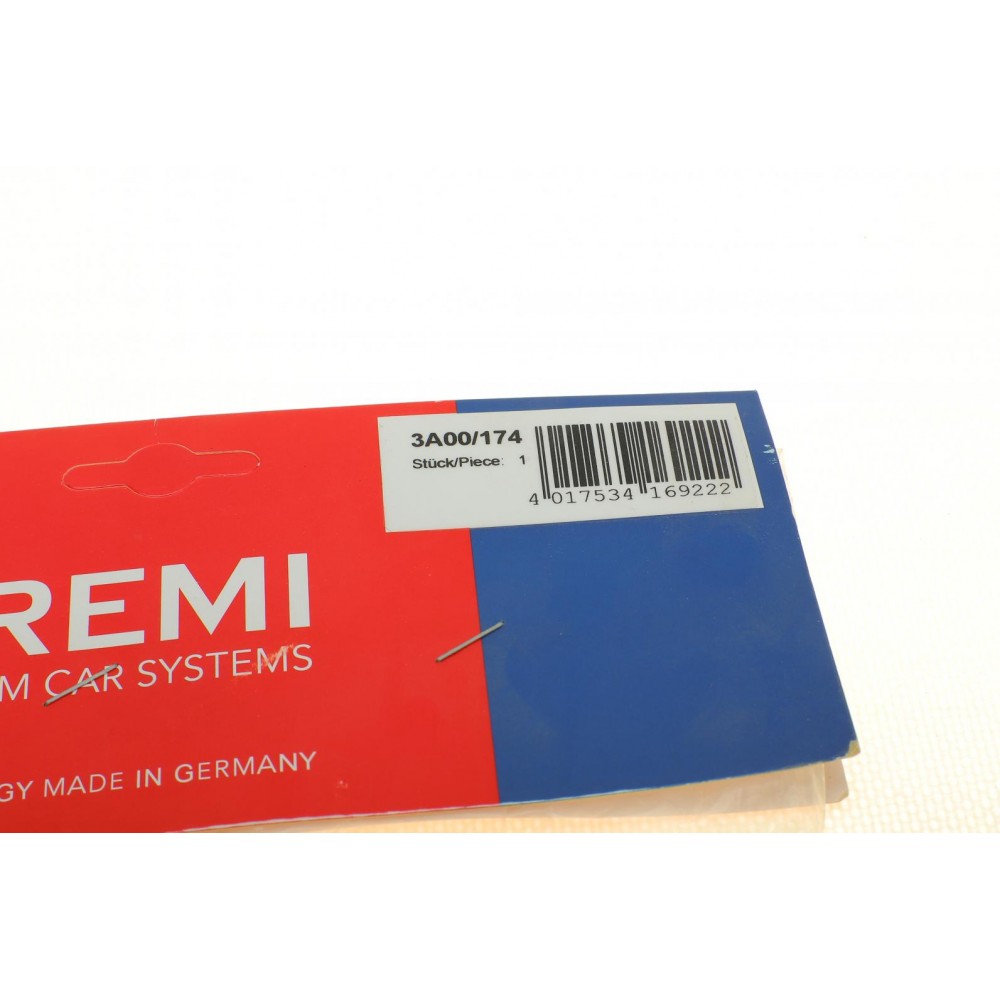 3A00/174
Stück/Piece: 1
4 017534 169222
REMI
M CAR SYSTEMS
GY MADE IN GERMANY